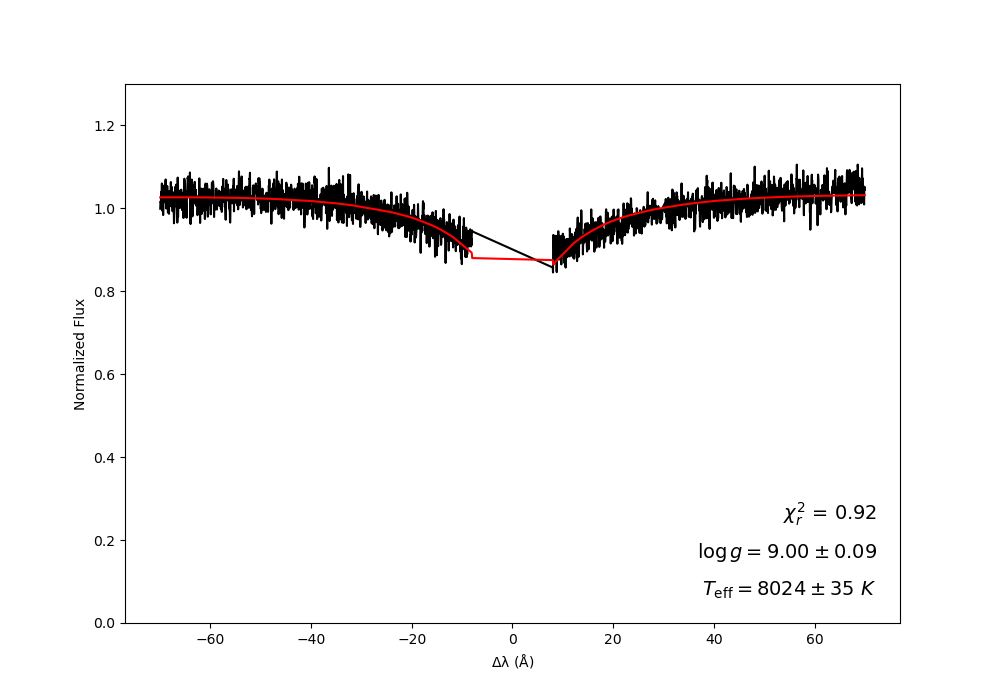 1.2
1.0
0.8
0.6
0.4
0.2
0.0
Normalized Flux
χ²ᵣ = 0.92
log g = 9.00 ± 0.09
T_eff = 8024 ± 35 K
−60 −40 −20 0 20 40 60
Δλ (Å)